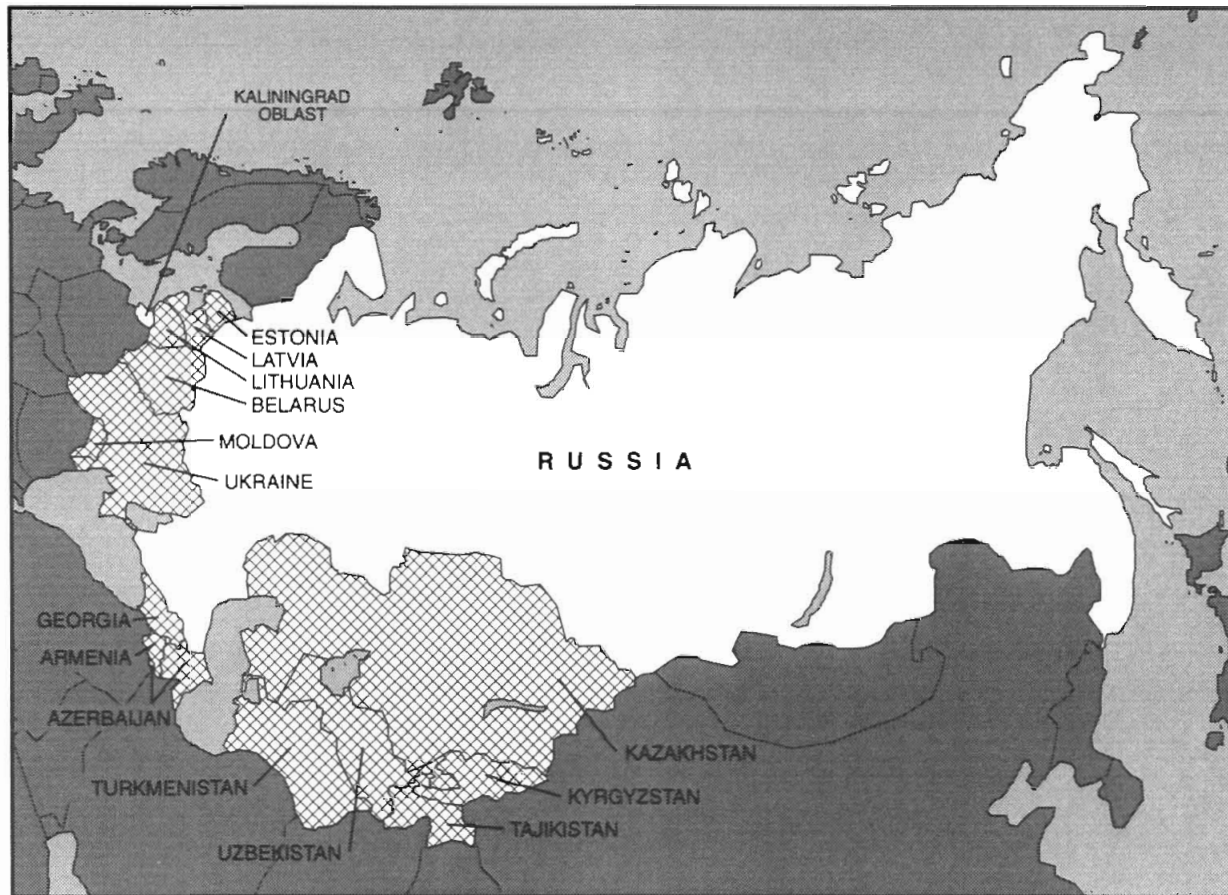 KALININGRAD
OBLAST
ESTONIA
LATVIA
LITHUANIA
BELARUS
MOLDOVA
UKRAINE
RUSSIA
GEORGIA
ARMENIA
AZERBAIJAN
TURKMENISTAN
UZBEKISTAN
KAZAKHSTAN
KYRGYZSTAN
TAJIKISTAN